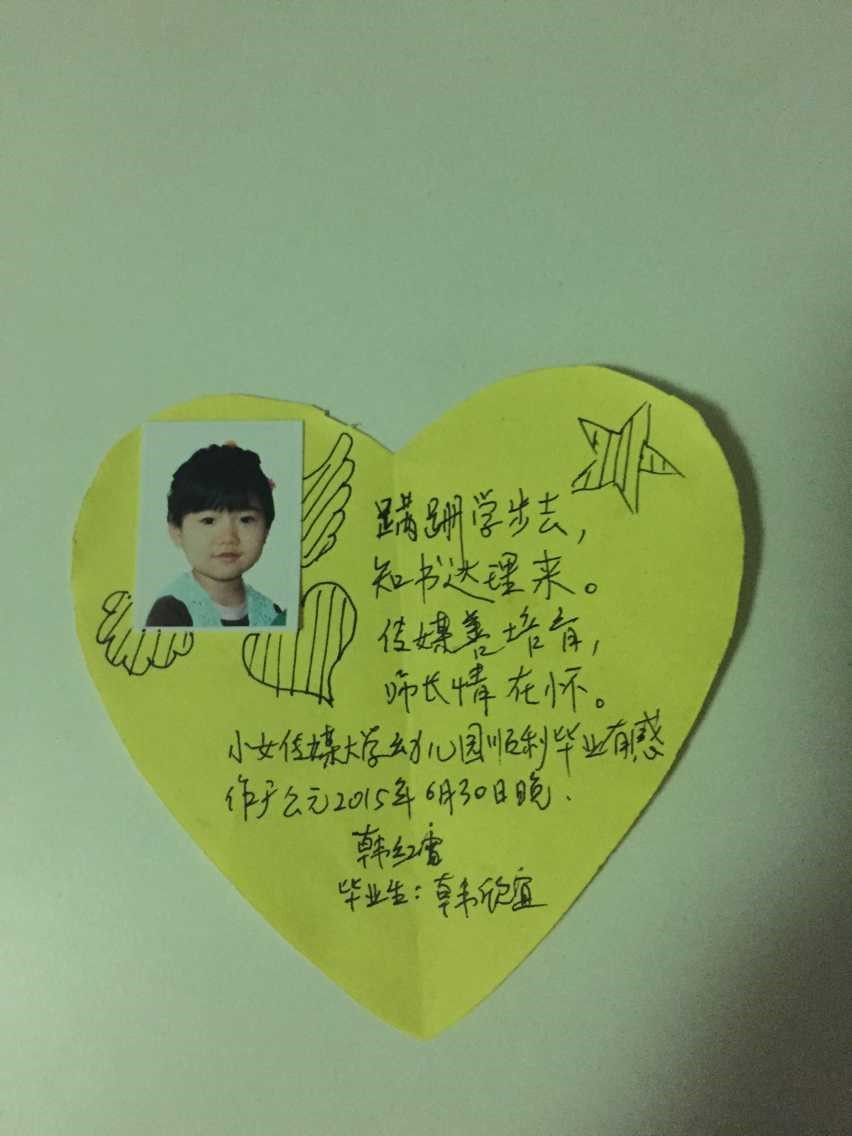 蹒跚学步去，
知书达理来。
传媒善培育，
师长情在怀。
小女传媒大学幼儿园顺利毕业有感
作于公元2015年6月30日晚.
韩红雷
毕业生：韩欣宜